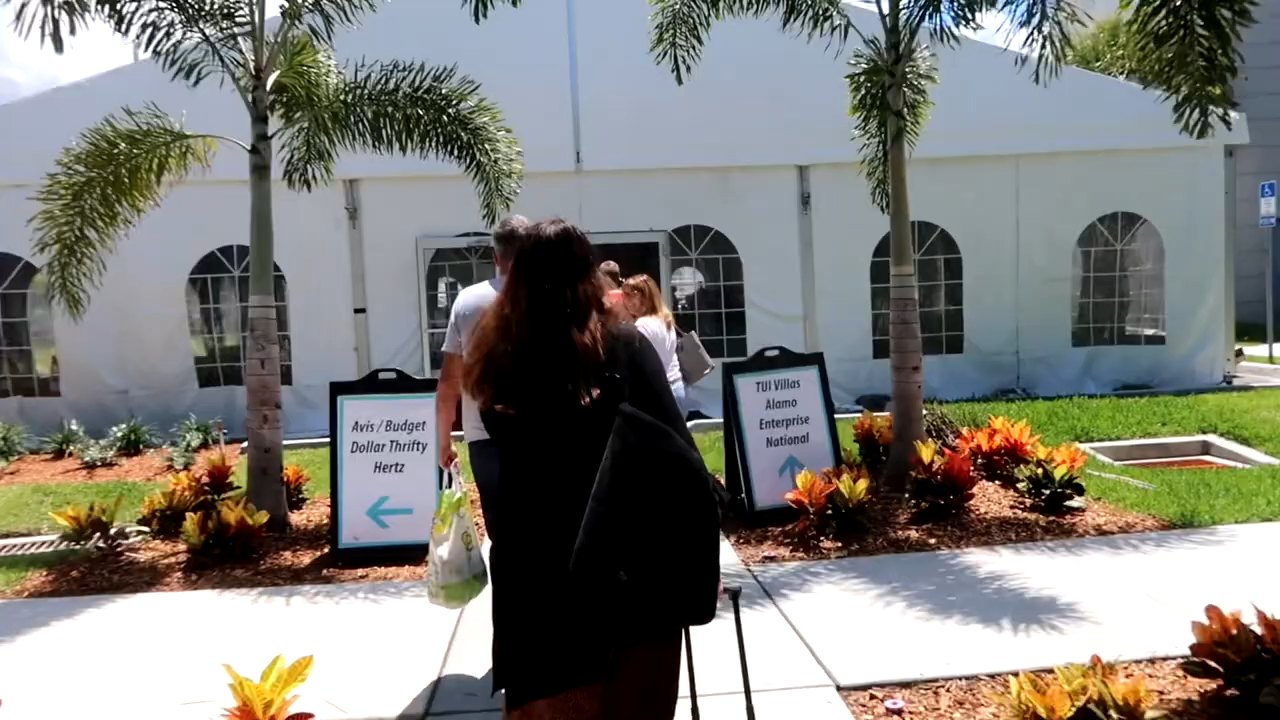 Avis / Budget
Dollar Thrifty
Hertz
TUI Villas
Alamo
Enterprise
National